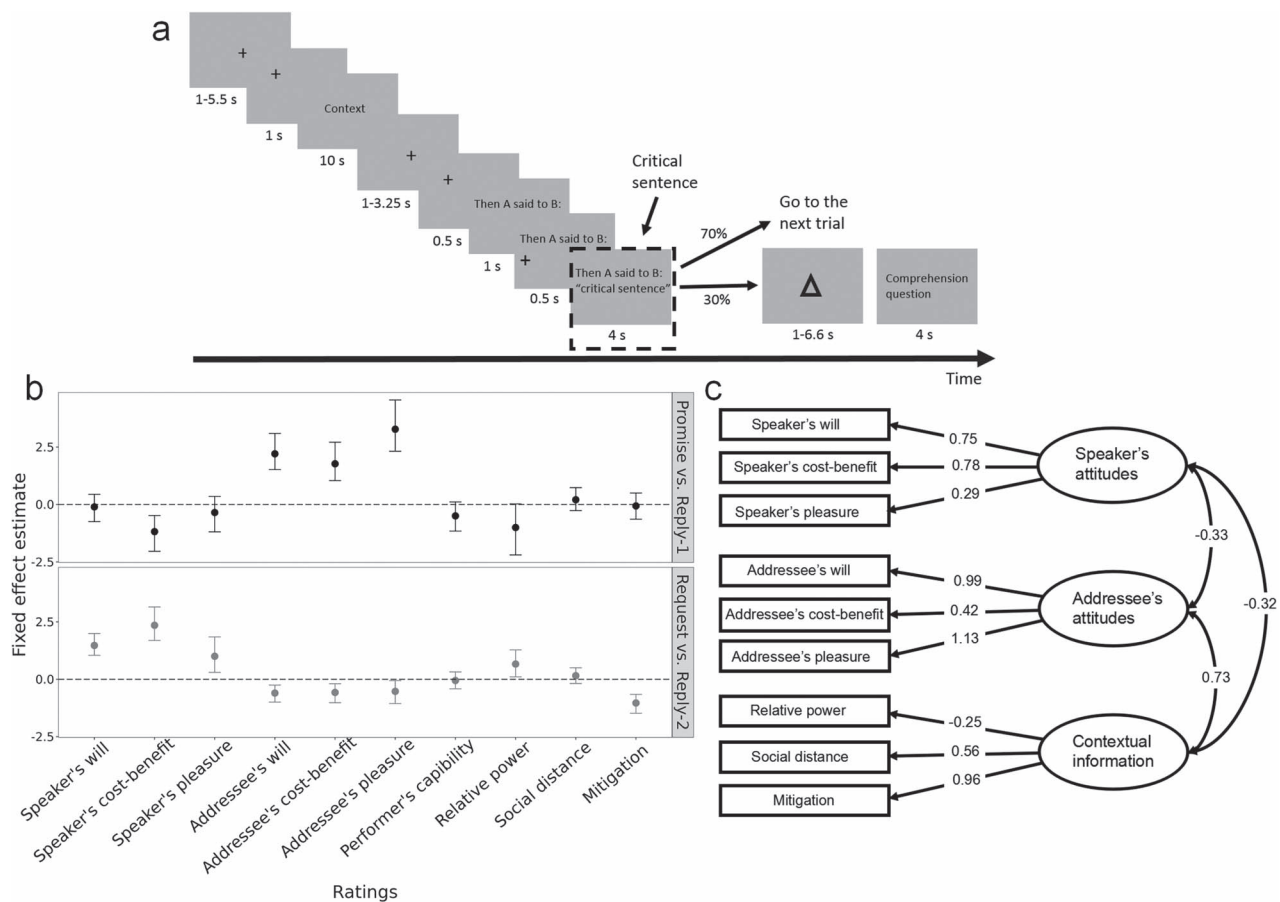 a
+
1-5.5 s
+
1 s
Context
10 s
+
1-3.25 s
+
0.5 s
Then A said to B:
1 s
Then A said to B:
+
0.5 s
Critical
sentence
Then A said to B:
“critical sentence”
4 s
70%
Go to the
next trial
30%
1-6.6 s
Comprehension
question
4 s
Time
b
Fixed effect estimate
2.5
0.0
-2.5
Promise vs. Reply-1
2.5
0.0
-2.5
Request vs. Reply-2
Speaker's will
Speaker's cost-benefit
Speaker's pleasure
Addressee's will
Addressee's cost-benefit
Addressee's pleasure
Performer's capibility
Relative power
Social distance
Mitigation
Ratings
c
Speaker's will
Speaker's cost-benefit
Speaker's pleasure
0.75
0.78
0.29
Speaker's
attitudes
Addressee's will
Addressee's cost-benefit
Addressee's pleasure
0.99
0.42
1.13
Addressee's
attitudes
Relative power
Social distance
Mitigation
-0.25
0.56
0.96
Contextual
information
-0.33
-0.32
0.73